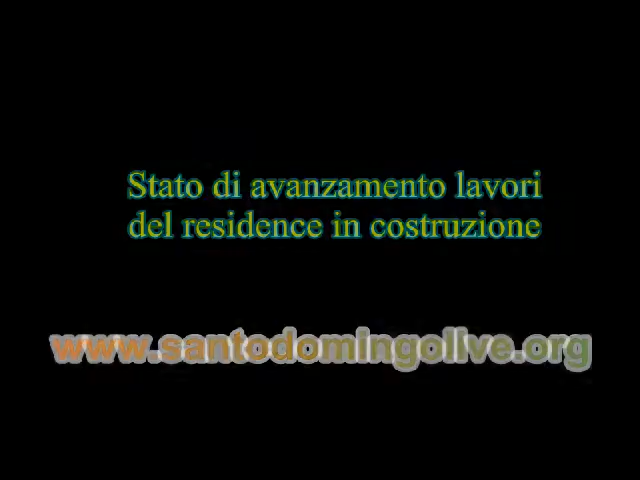 Stato di avanzamento lavori
del residence in costruzione
www.santodomingolive.org